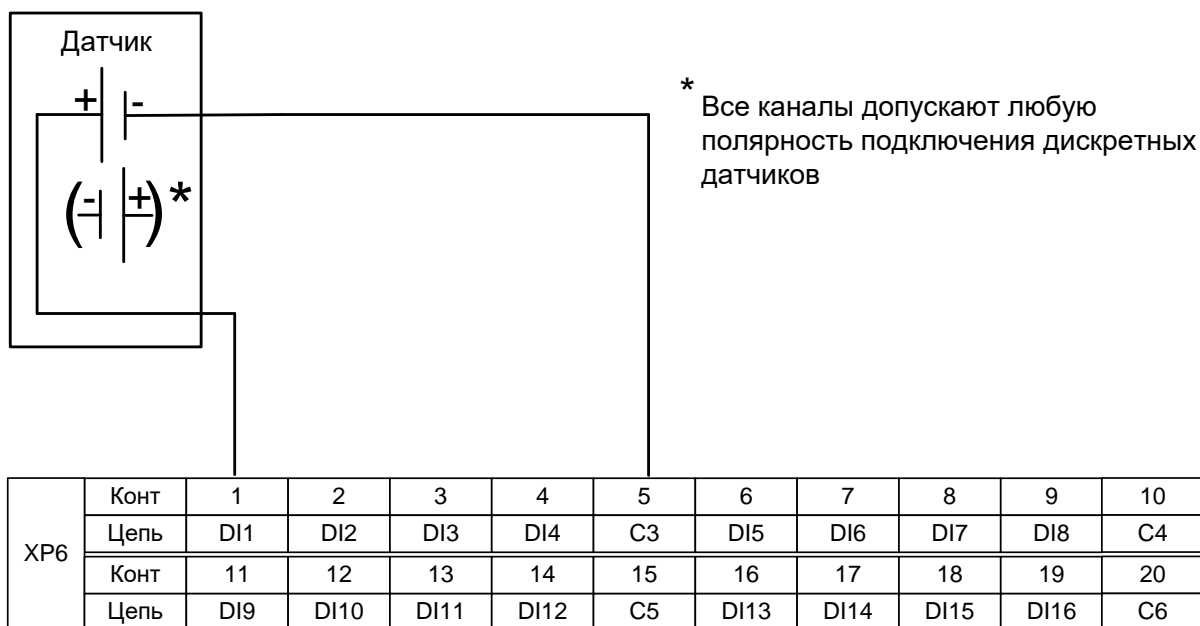 Датчик
+ -
(- +)*
* Все каналы допускают любую
полярность подключения дискретных
датчиков
XP6
Конт 1 2 3 4 5 6 7 8 9 10
Цепь DI1 DI2 DI3 DI4 C3 DI5 DI6 DI7 DI8 C4
Конт 11 12 13 14 15 16 17 18 19 20
Цепь DI9 DI10 DI11 DI12 C5 DI13 DI14 DI15 DI16 C6